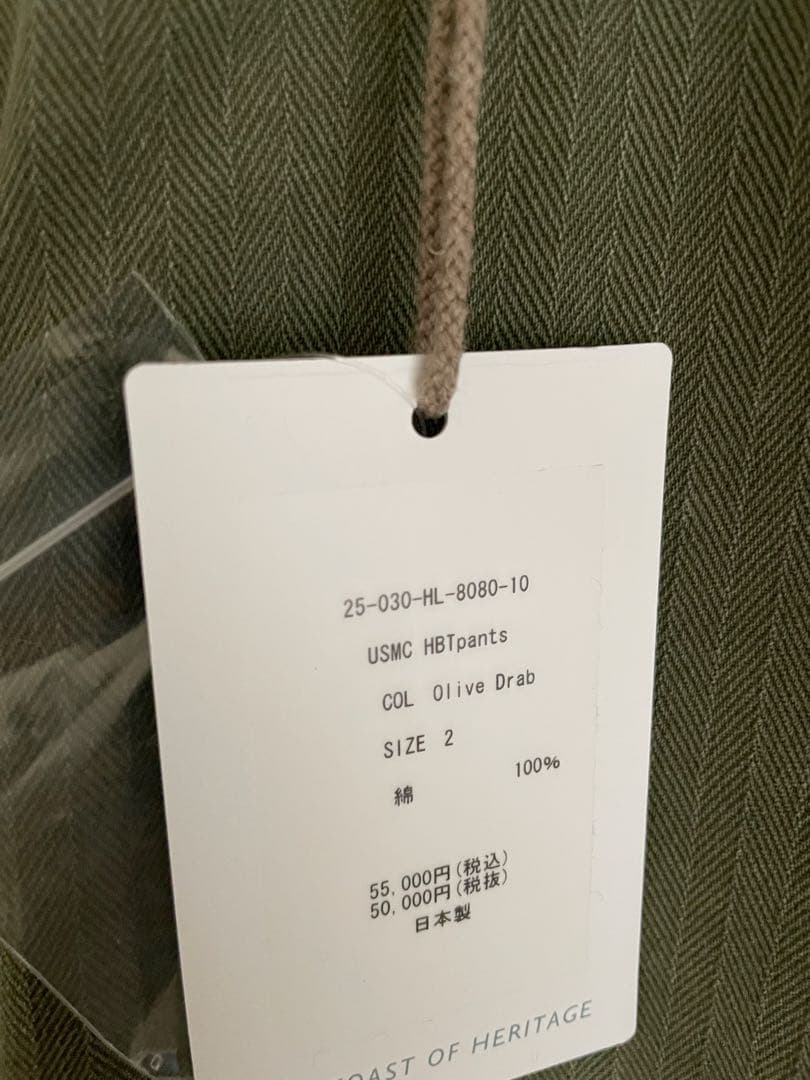 25-030-HL-8080-10
USMC HBTpants
COL Olive Drab
SIZE 2
綿 100%
55,000円(税込)
50,000円(税抜)
日本製
OF HERITAGE